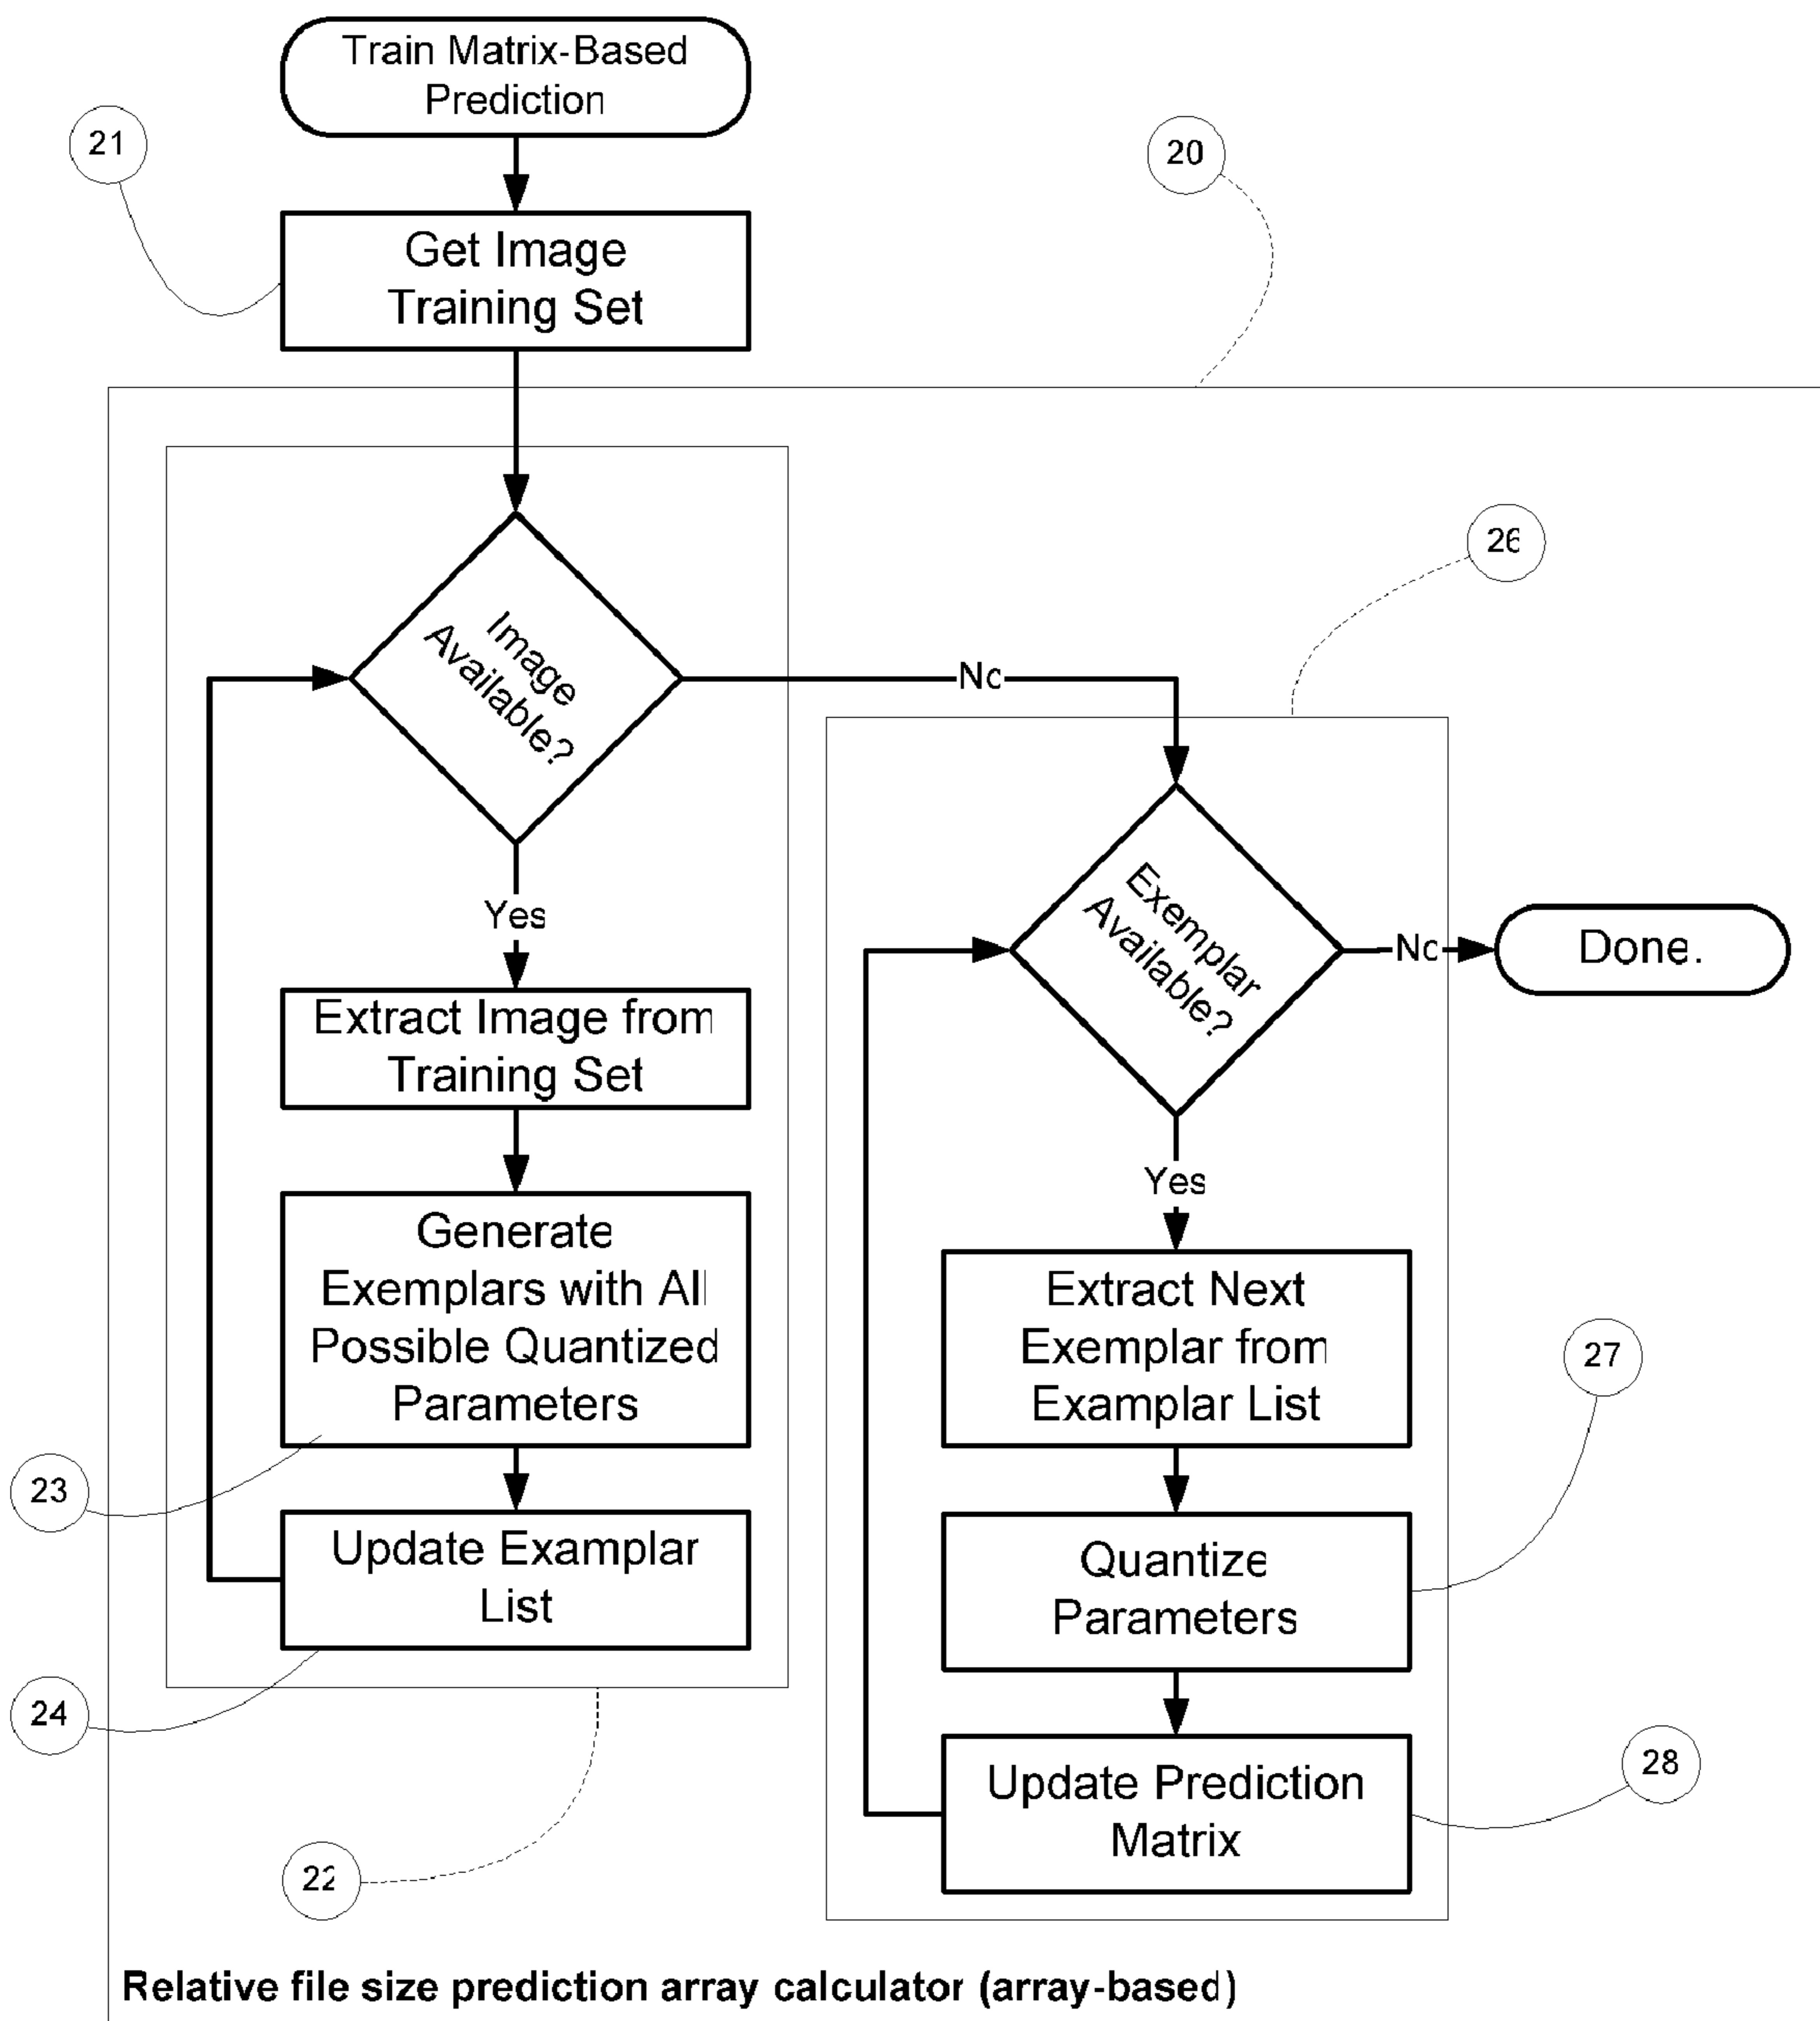 Train Matrix-Based
Prediction
21
20
Get Image
Training Set
26
Image
Available?
No
Exemplar
Available?
Yes
No
Done.
Extract Image from
Training Set
Yes
Generate
Exemplars with All
Possible Quantized
Parameters
Extract Next
Exemplar from
Examplar List
27
23
Update Examplar
List
Quantize
Parameters
24
28
Update Prediction
Matrix
22
Relative file size prediction array calculator (array-based)